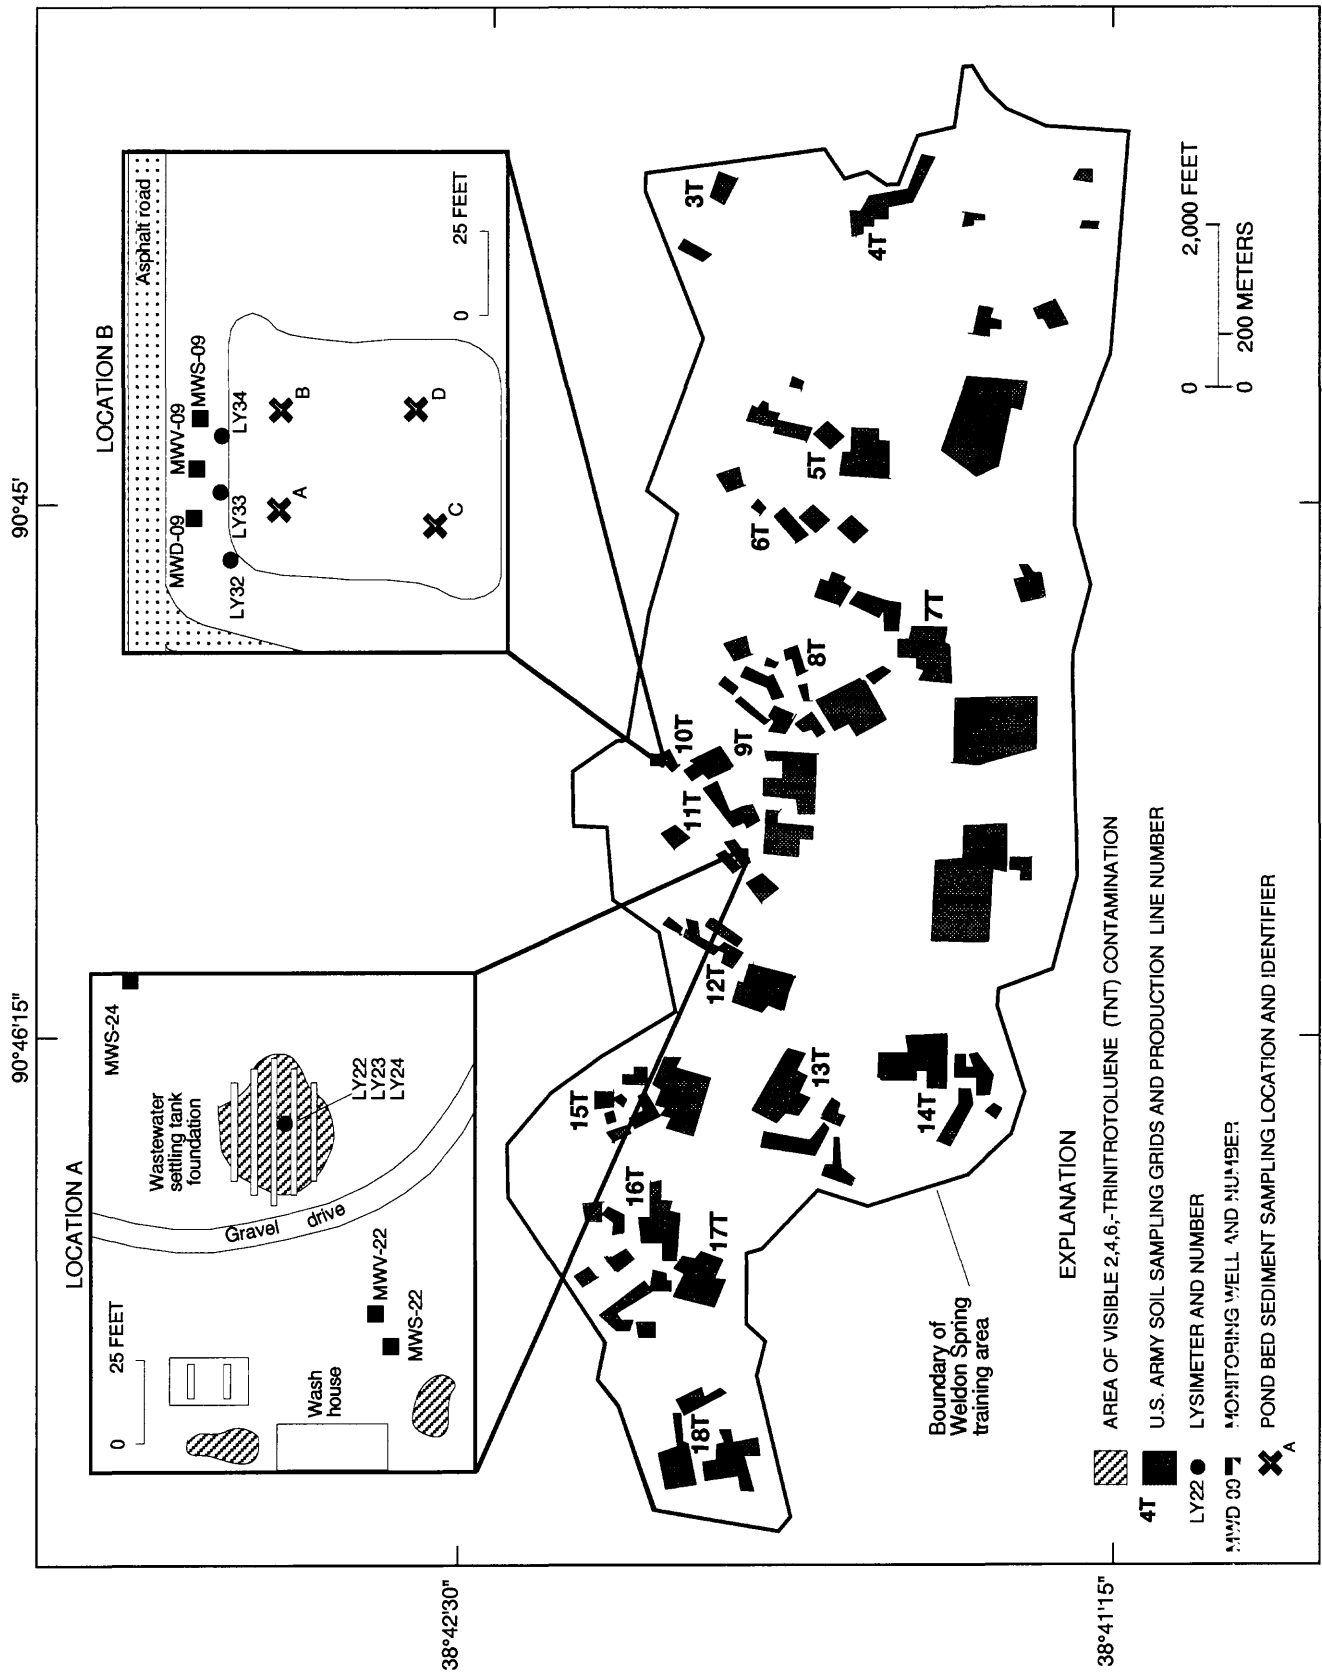 90°46'15"
90°45'
38°42'30"
38°41'15"
LOCATION A
0
25 FEET
Wash
house
MWS-22
MWV-22
Gravel drive
Wastewater
settling tank
foundation
LY22
LY23
LY24
MWS-24
LOCATION B
Asphalt road
MWD-09
MWV-09
MWS-09
LY32
LY33
LY34
A
B
C
D
0
25 FEET
18T
17T
16T
15T
14T
13T
12T
11T
10T
9T
8T
7T
6T
5T
4T
3T
Boundary of
Weldon Spring
training area
0
2,000 FEET
0
200 METERS
EXPLANATION
AREA OF VISIBLE 2,4,6,-TRINITROTOLUENE (TNT) CONTAMINATION
4T
U.S. ARMY SOIL SAMPLING GRIDS AND PRODUCTION LINE NUMBER
LY22
LYSIMETER AND NUMBER
MWD 09
MONITORING WELL AND NUMBER
A
POND BED SEDIMENT SAMPLING LOCATION AND IDENTIFIER